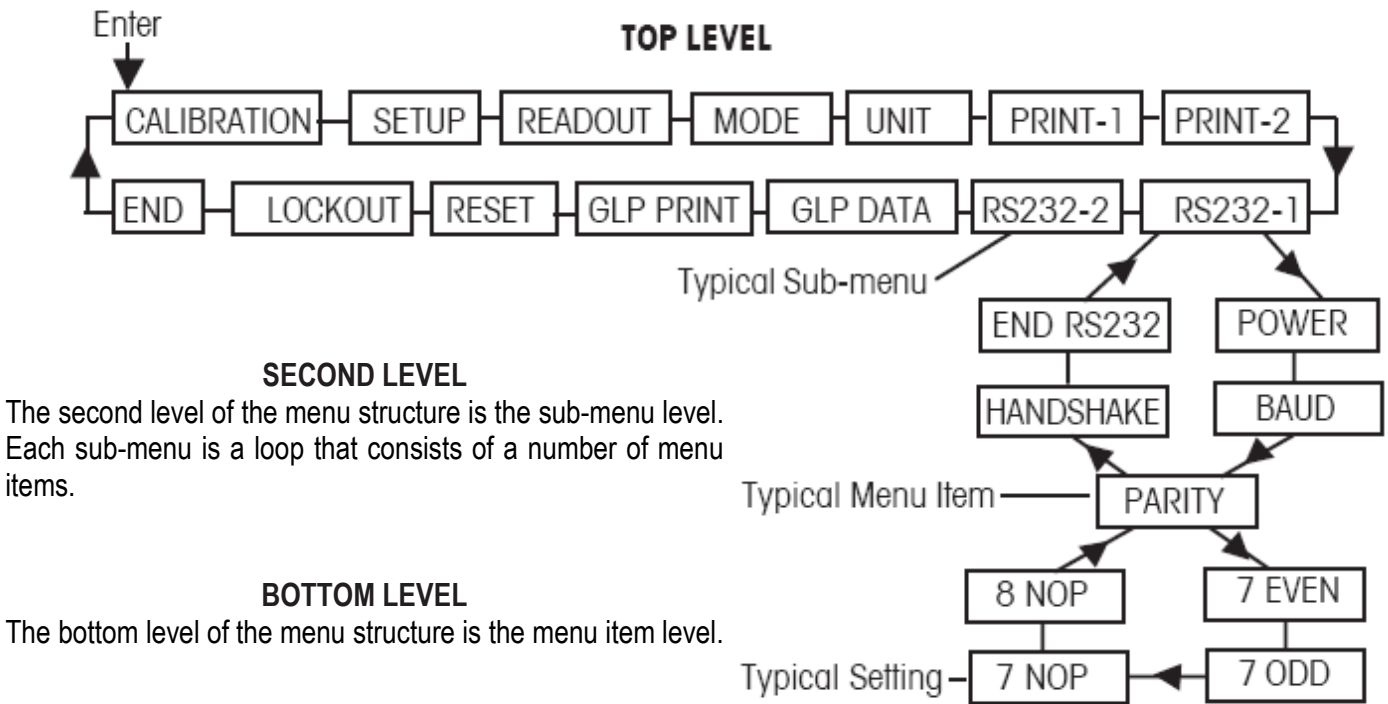 Enter
TOP LEVEL
CALIBRATION SETUP READOUT MODE UNIT PRINT-1 PRINT-2
END LOCKOUT RESET GLP PRINT GLP DATA RS232-2 RS232-1
Typical Sub-menu
END RS232 POWER
SECOND LEVEL
The second level of the menu structure is the sub-menu level.
Each sub-menu is a loop that consists of a number of menu
items.
HANDSHAKE BAUD
Typical Menu Item PARITY
BOTTOM LEVEL
The bottom level of the menu structure is the menu item level.
8 NOP 7 EVEN
Typical Setting 7 NOP 7 ODD